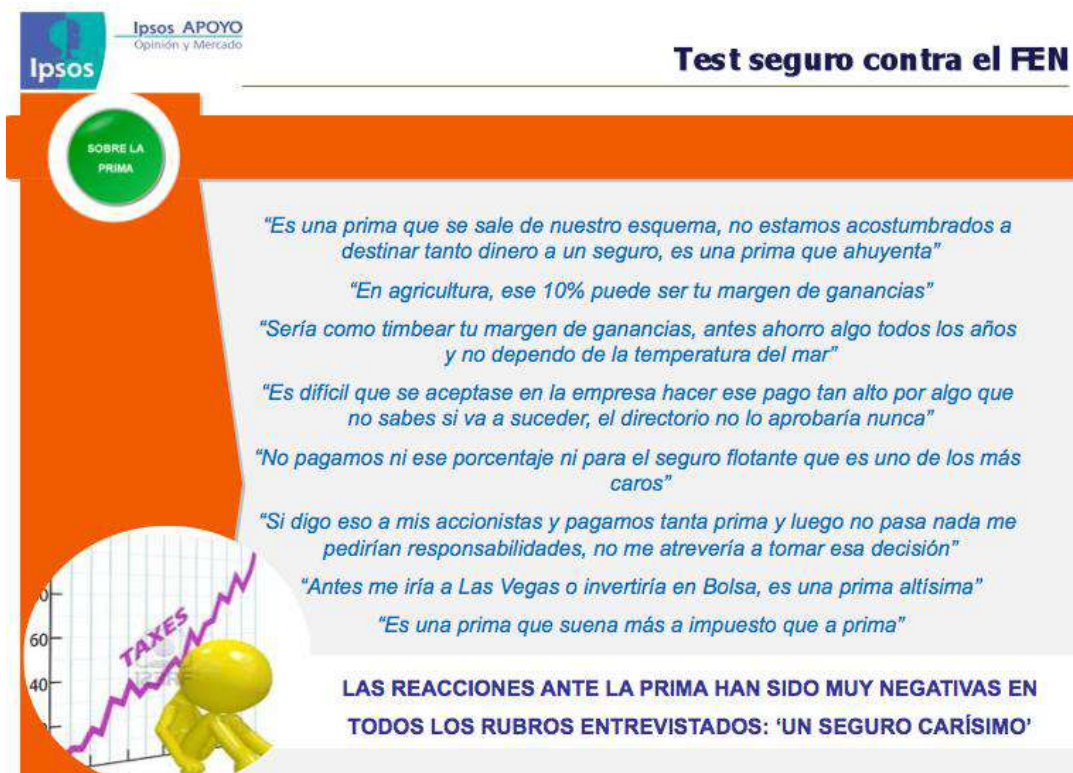 Ipsos APOYO
Opinión y Mercado
Ipsos
Test seguro contra el FEN
SOBRE LA
PRIMA
“Es una prima que se sale de nuestro esquema, no estamos acostumbrados a
destinar tanto dinero a un seguro, es una prima que ahuyenta”
“En agricultura, ese 10% puede ser tu margen de ganancias”
“Sería como timbear tu margen de ganancias, antes ahorro algo todos los años
y no dependo de la temperatura del mar”
“Es difícil que se aceptase en la empresa hacer ese pago tan alto por algo que
no sabes si va a suceder, el directorio no lo aprobaría nunca”
“No pagamos ni ese porcentaje ni para el seguro flotante que es uno de los más
caros”
“Si digo eso a mis accionistas y pagamos tanta prima y luego no pasa nada me
pedirían responsabilidades, no me atrevería a tomar esa decisión”
“Antes me iría a Las Vegas o invertiría en Bolsa, es una prima altísima”
“Es una prima que suena más a impuesto que a prima”
TAXES
60
40
LAS REACCIONES ANTE LA PRIMA HAN SIDO MUY NEGATIVAS EN
TODOS LOS RUBROS ENTREVISTADOS: ‘UN SEGURO CARÍSIMO’